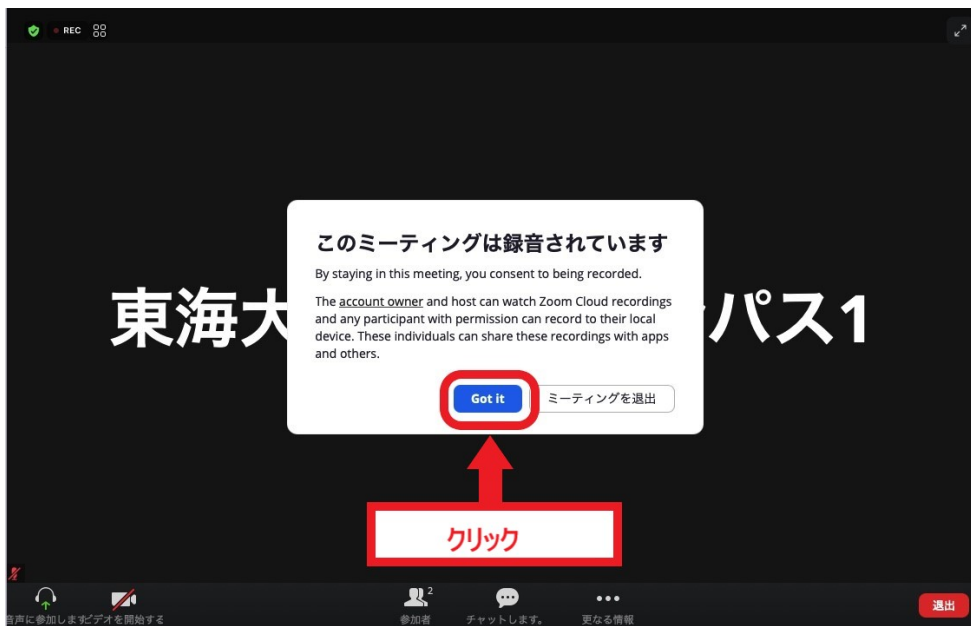 REC
このミーティングは録音されています
By staying in this meeting, you consent to being recorded.
The account owner and host can watch Zoom Cloud recordings
and any participant with permission can record to their local
device. These individuals can share these recordings with apps
and others.
東海大
パス1
Got it
ミーティングを退出
クリック
2
音声に参加します
ビデオを開始する
参加者
チャットします。
更なる情報
退出